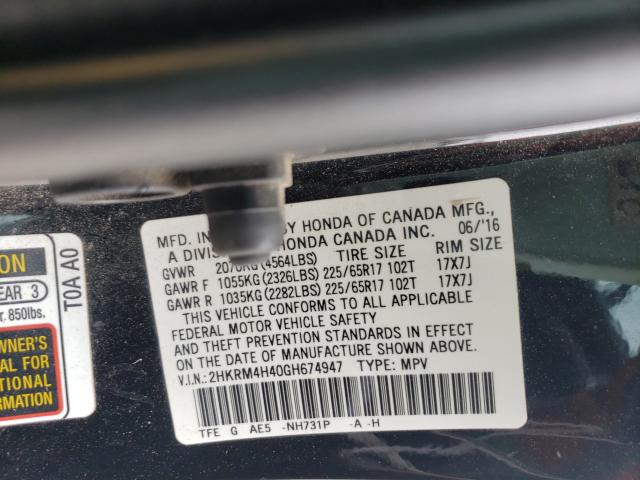 MFD. IN BY HONDA OF CANADA MFG.,
A DIVIS HONDA CANADA INC. 06/'16
GVWR 2070KG (4564LBS) TIRE SIZE RIM SIZE
GAWR F 1055KG (2326LBS) 225/65R17 102T 17X7J
GAWR R 1035KG (2282LBS) 225/65R17 102T 17X7J
THIS VEHICLE CONFORMS TO ALL APPLICABLE
FEDERAL MOTOR VEHICLE SAFETY
AND THEFT PREVENTION STANDARDS IN EFFECT
ON THE DATE OF MANUFACTURE SHOWN ABOVE.
V.I.N.: 2HKRM4H40GH674947 TYPE: MPV
TFE G AE5 -NH731P -A -H
ION
EAR 3
r. 850lbs.
T0A A0
WNER'S
AL FOR
TIONAL
RMATION